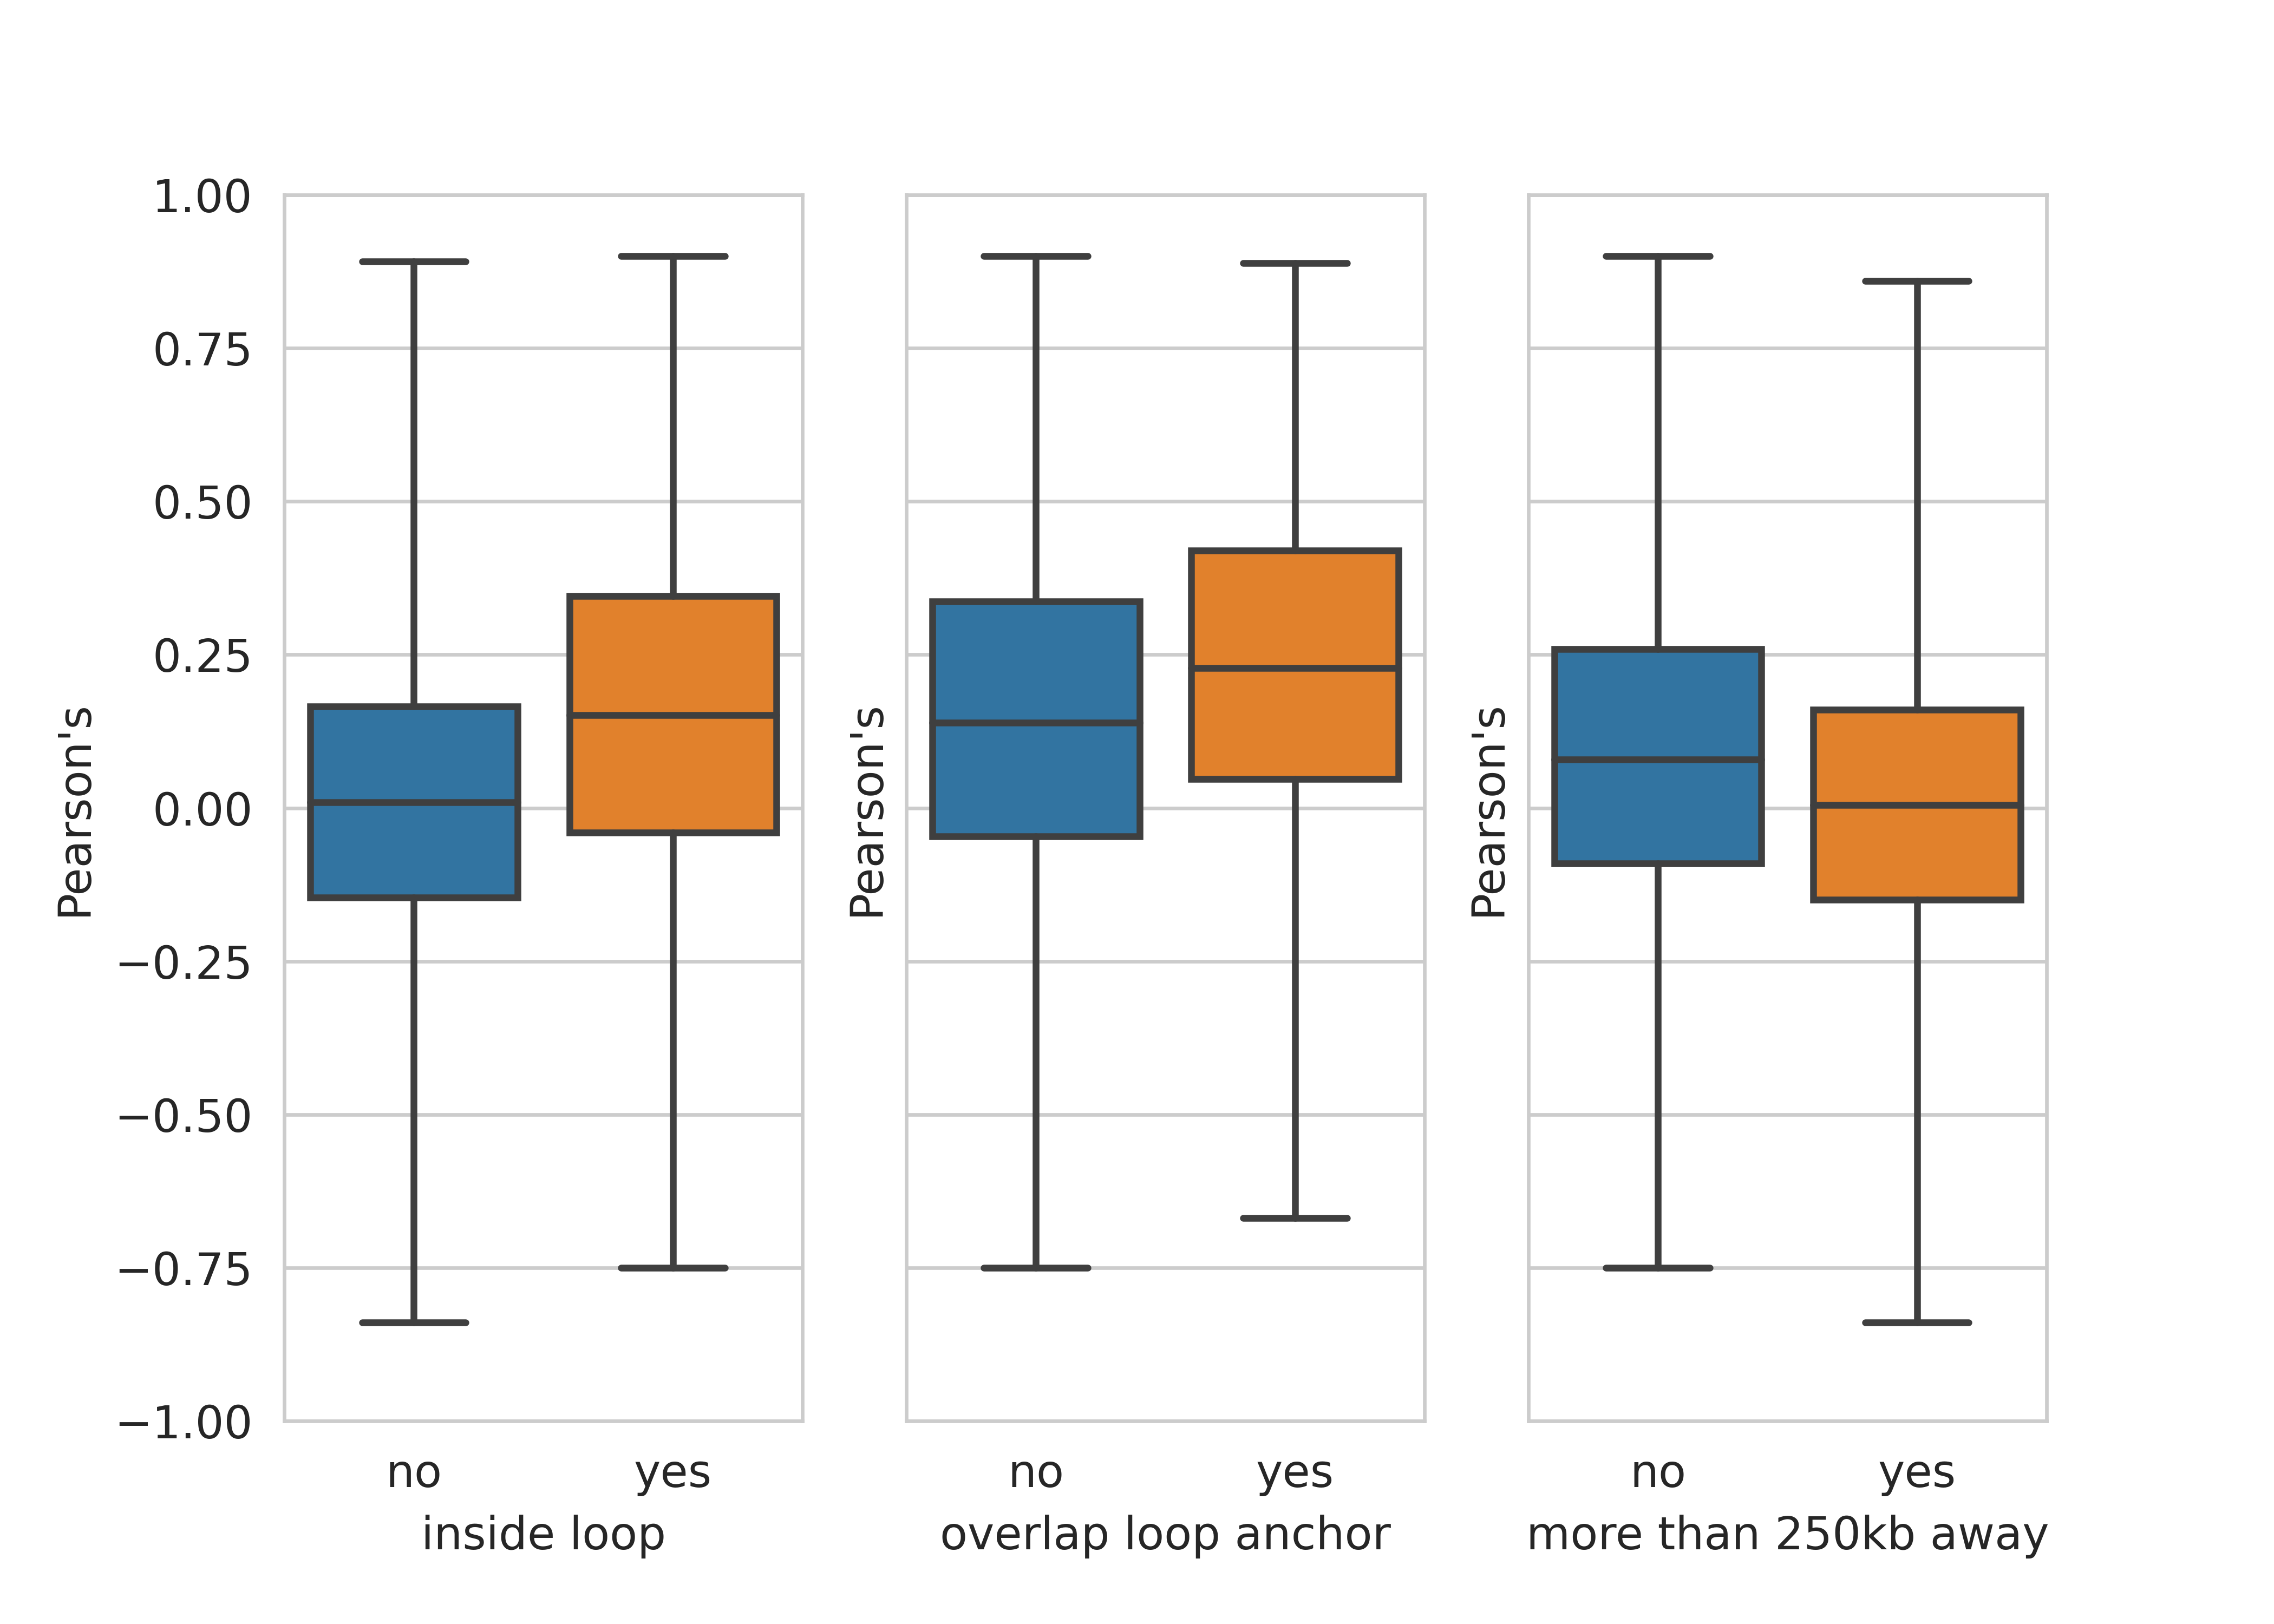 1.00
0.75
0.50
0.25
0.00
−0.25
−0.50
−0.75
−1.00
Pearson's
no yes
inside loop
Pearson's
no yes
overlap loop anchor
Pearson's
no yes
more than 250kb away